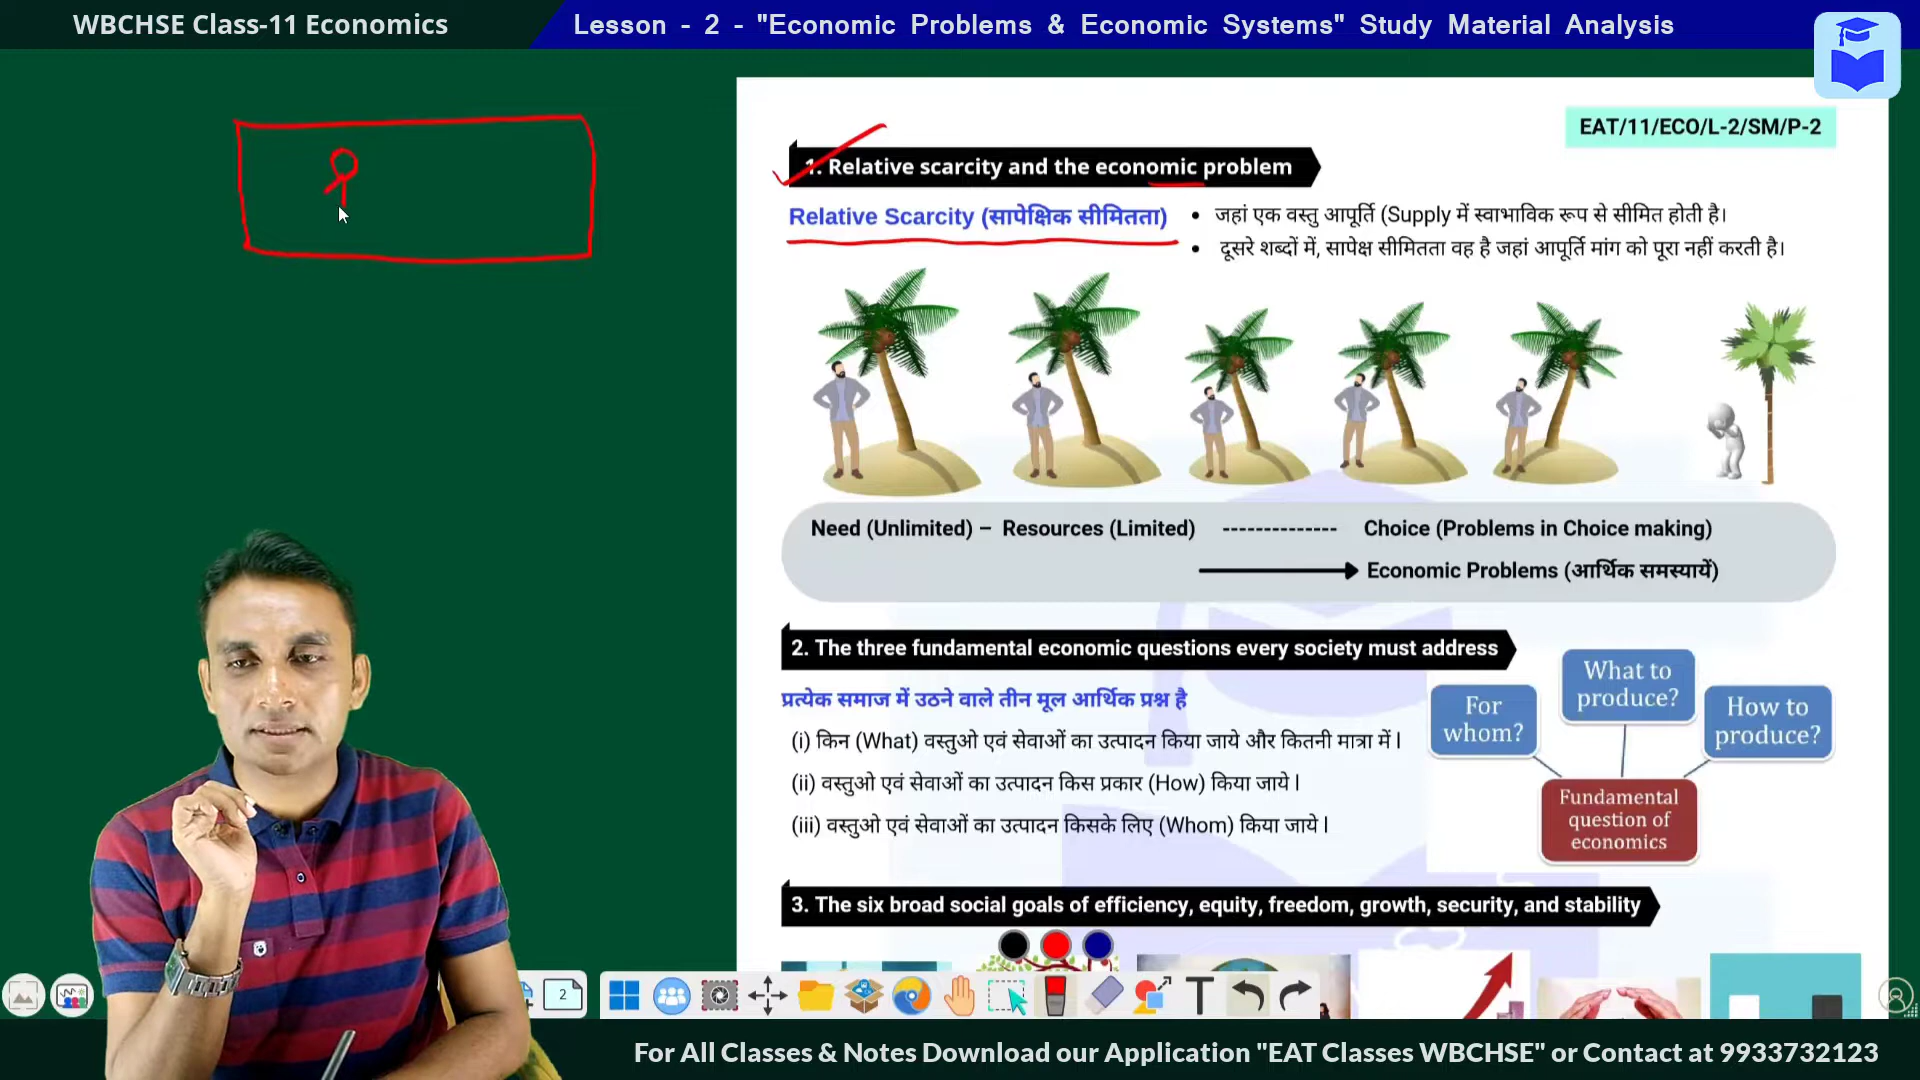 WBCHSE Class-11 Economics
Lesson - 2 - "Economic Problems & Economic Systems" Study Material Analysis
EAT/11/ECO/L-2/SM/P-2
1. Relative scarcity and the economic problem
Relative Scarcity (सापेक्षिक सीमितता)
• जहां एक वस्तु आपूर्ति (Supply में स्वाभाविक रूप से सीमित होती है।
• दूसरे शब्दों में, सापेक्ष सीमितता वह है जहां आपूर्ति मांग को पूरा नहीं करती है।
Need (Unlimited) – Resources (Limited) -------------- Choice (Problems in Choice making)
Economic Problems (आर्थिक समस्यायें)
2. The three fundamental economic questions every society must address
प्रत्येक समाज में उठने वाले तीन मूल आर्थिक प्रश्न है
(i) किन (What) वस्तुओ एवं सेवाओं का उत्पादन किया जाये और कितनी मात्रा में।
(ii) वस्तुओ एवं सेवाओं का उत्पादन किस प्रकार (How) किया जाये।
(iii) वस्तुओ एवं सेवाओं का उत्पादन किसके लिए (Whom) किया जाये।
For
whom?
What to
produce?
How to
produce?
Fundamental
question of
economics
3. The six broad social goals of efficiency, equity, freedom, growth, security, and stability
2
For All Classes & Notes Download our Application "EAT Classes WBCHSE" or Contact at 9933732123